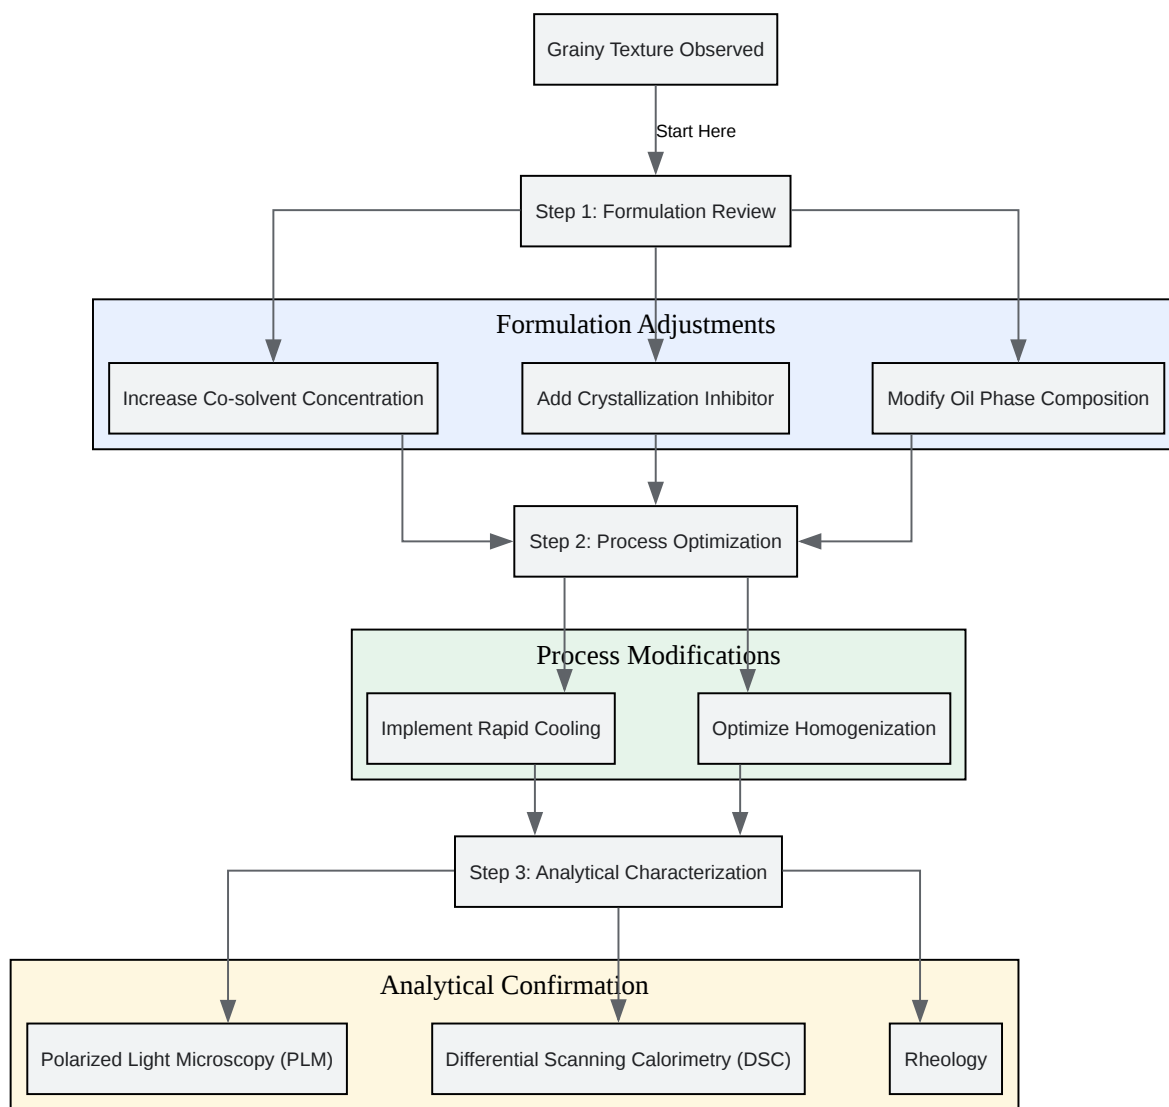 Grainy Texture Observed
Start Here
Step 1: Formulation Review
Formulation Adjustments
Increase Co-solvent Concentration
Add Crystallization Inhibitor
Modify Oil Phase Composition
Step 2: Process Optimization
Process Modifications
Implement Rapid Cooling
Optimize Homogenization
Step 3: Analytical Characterization
Analytical Confirmation
Polarized Light Microscopy (PLM)
Differential Scanning Calorimetry (DSC)
Rheology